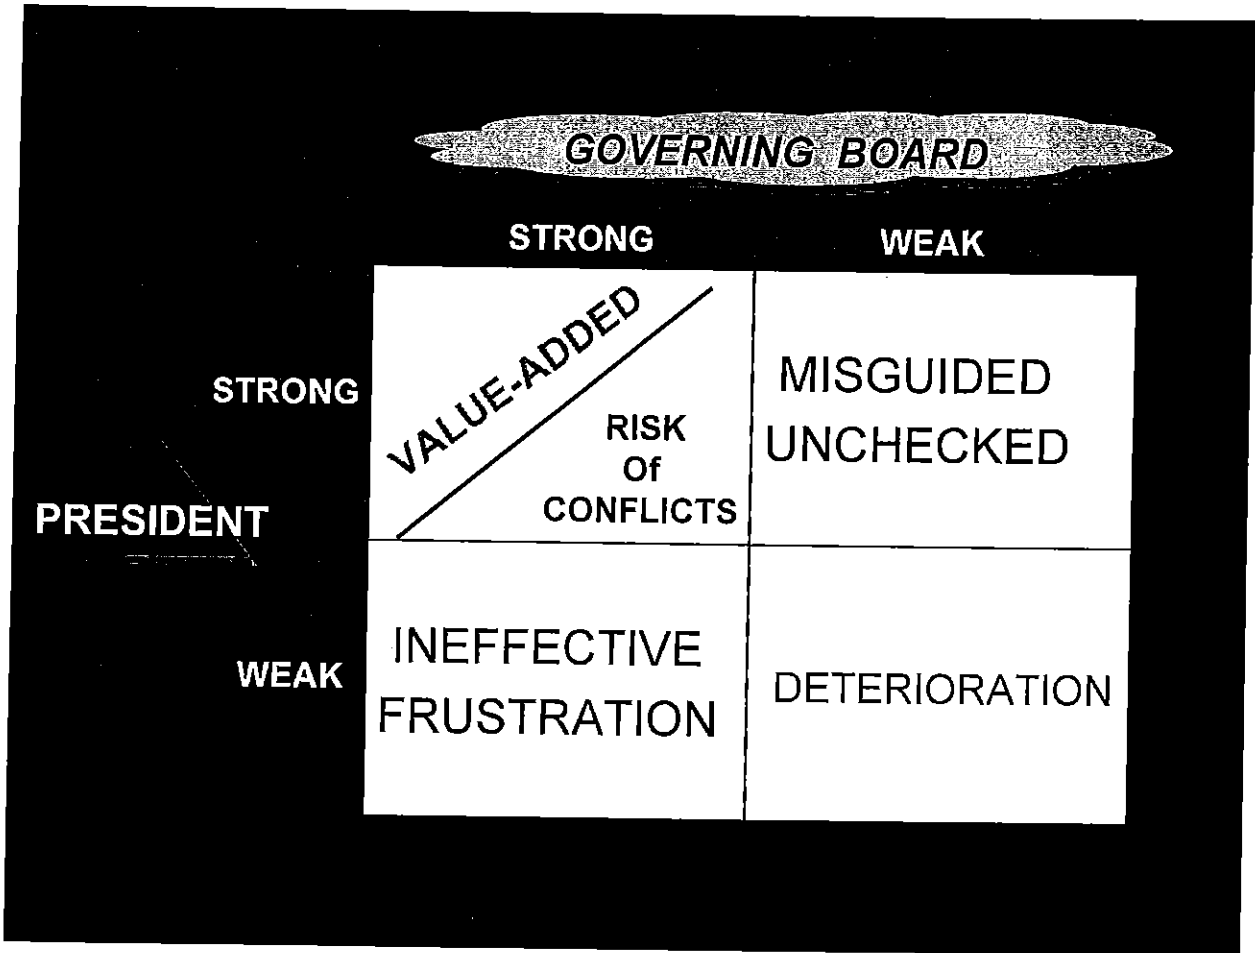 GOVERNING BOARD
STRONG WEAK
STRONG
VALUE-ADDED
RISK
Of
CONFLICTS
MISGUIDED
UNCHECKED
PRESIDENT
WEAK
INEFFECTIVE
FRUSTRATION
DETERIORATION